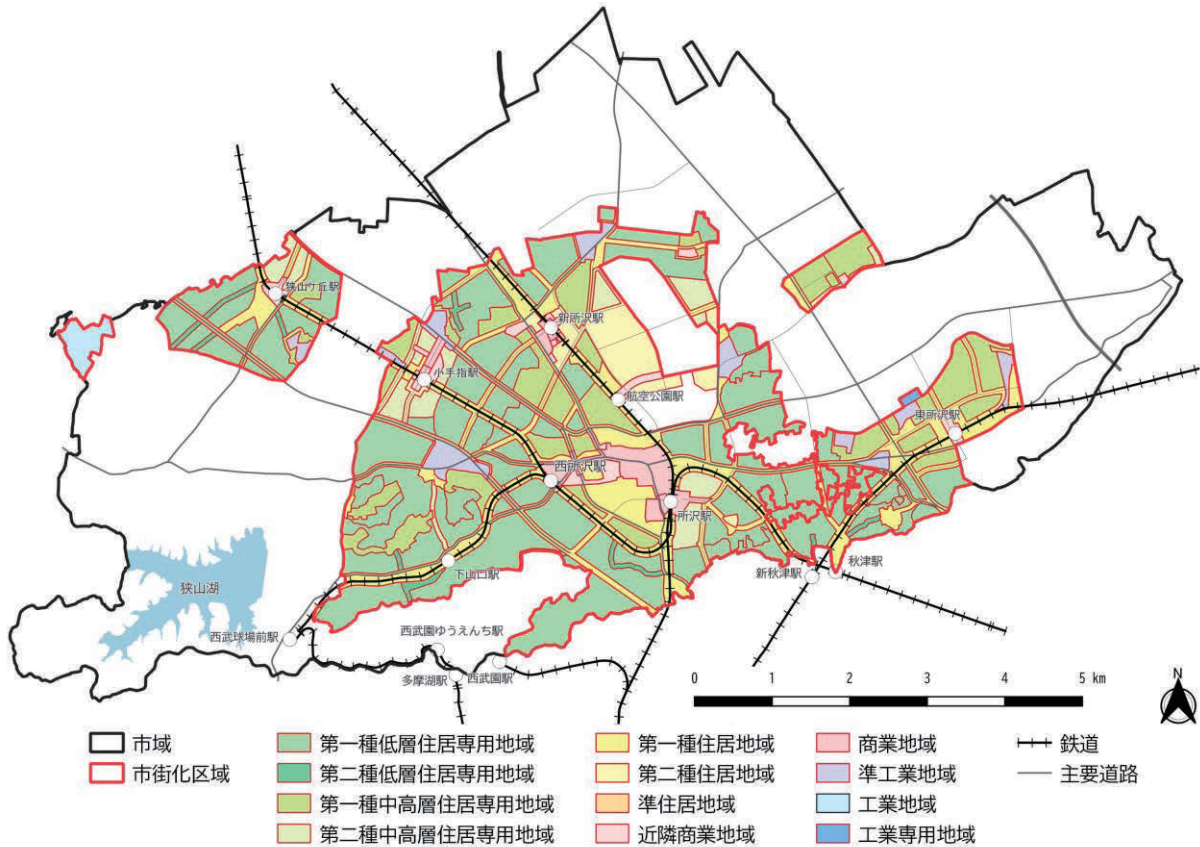 狭山ケ丘駅
新所沢駅
小手指駅
航空公園駅
東所沢駅
西所沢駅
所沢駅
下山口駅
新秋津駅
秋津駅
狭山湖
西武球場前駅
西武園ゆうえんち駅
多摩湖駅
西武園駅
0 1 2 3 4 5 km
N
市域
市街化区域
第一種低層住居専用地域
第二種低層住居専用地域
第一種中高層住居専用地域
第二種中高層住居専用地域
第一種住居地域
第二種住居地域
準住居地域
近隣商業地域
商業地域
準工業地域
工業地域
工業専用地域
鉄道
主要道路